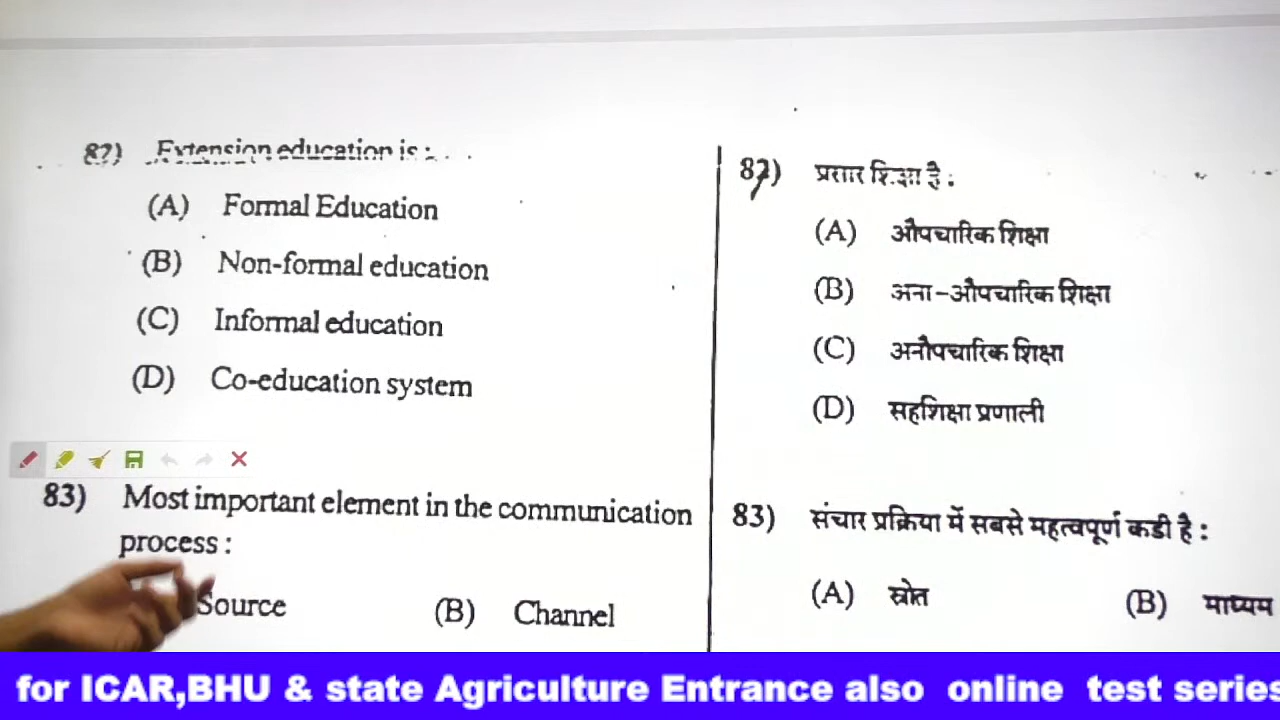 82) Extension education is :
(A) Formal Education
(B) Non-formal education
(C) Informal education
(D) Co-education system
83) Most important element in the communication
process :
Source
(B) Channel
82) प्रसार शिक्षा है :
(A) औपचारिक शिक्षा
(B) अना-औपचारिक शिक्षा
(C) अनौपचारिक शिक्षा
(D) सहशिक्षा प्रणाली
83) संचार प्रक्रिया में सबसे महत्वपूर्ण कडी है :
(A) स्रोत
(B) माध्यम
for ICAR,BHU & state Agriculture Entrance also online test series